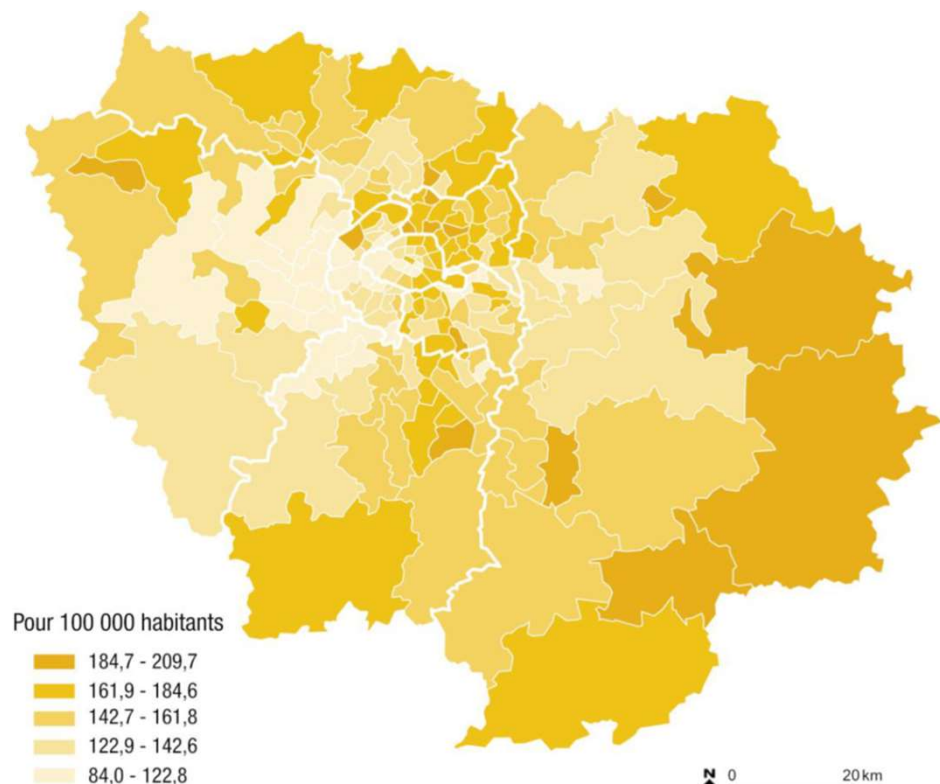 Pour 100 000 habitants
184,7 - 209,7
161,9 - 184,6
142,7 - 161,8
122,9 - 142,6
84,0 - 122,8
N 0 20 km